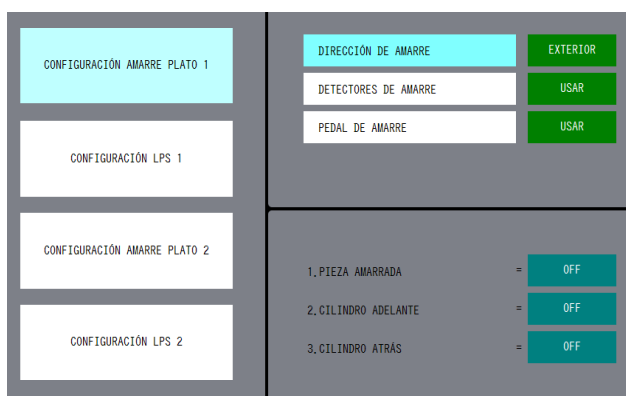 CONFIGURACIÓN AMARRE PLATO 1
CONFIGURACIÓN LPS 1
CONFIGURACIÓN AMARRE PLATO 2
CONFIGURACIÓN LPS 2
DIRECCIÓN DE AMARRE EXTERIOR
DETECTORES DE AMARRE USAR
PEDAL DE AMARRE USAR
1.PIEZA AMARRADA = OFF
2.CILINDRO ADELANTE = OFF
3.CILINDRO ATRÁS = OFF